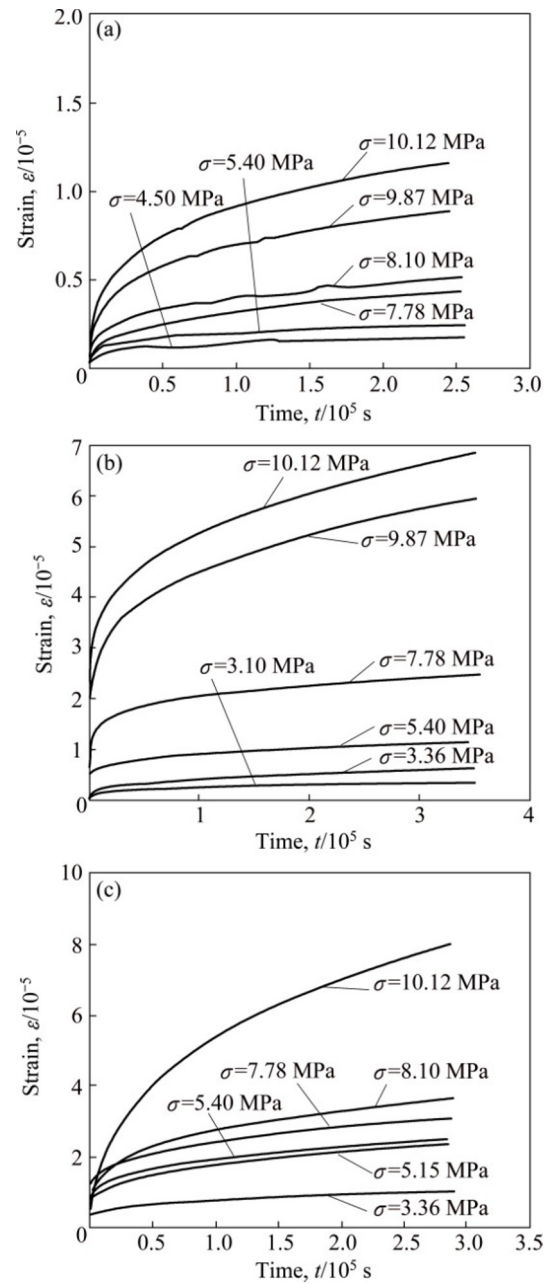 (a)
2.0
1.5
1.0
0.5
0
Strain, ε/10⁻⁵
σ=10.12 MPa
σ=5.40 MPa
σ=4.50 MPa
σ=9.87 MPa
σ=8.10 MPa
σ=7.78 MPa
0.5 1.0 1.5 2.0 2.5 3.0
Time, t/10⁵ s
(b)
7
6
5
4
3
2
1
0
Strain, ε/10⁻⁵
σ=10.12 MPa
σ=9.87 MPa
σ=7.78 MPa
σ=3.10 MPa
σ=5.40 MPa
σ=3.36 MPa
1 2 3 4
Time, t/10⁵ s
(c)
10
8
6
4
2
0
Strain, ε/10⁻⁵
σ=10.12 MPa
σ=7.78 MPa
σ=8.10 MPa
σ=5.40 MPa
σ=5.15 MPa
σ=3.36 MPa
0.5 1.0 1.5 2.0 2.5 3.0 3.5
Time, t/10⁵ s